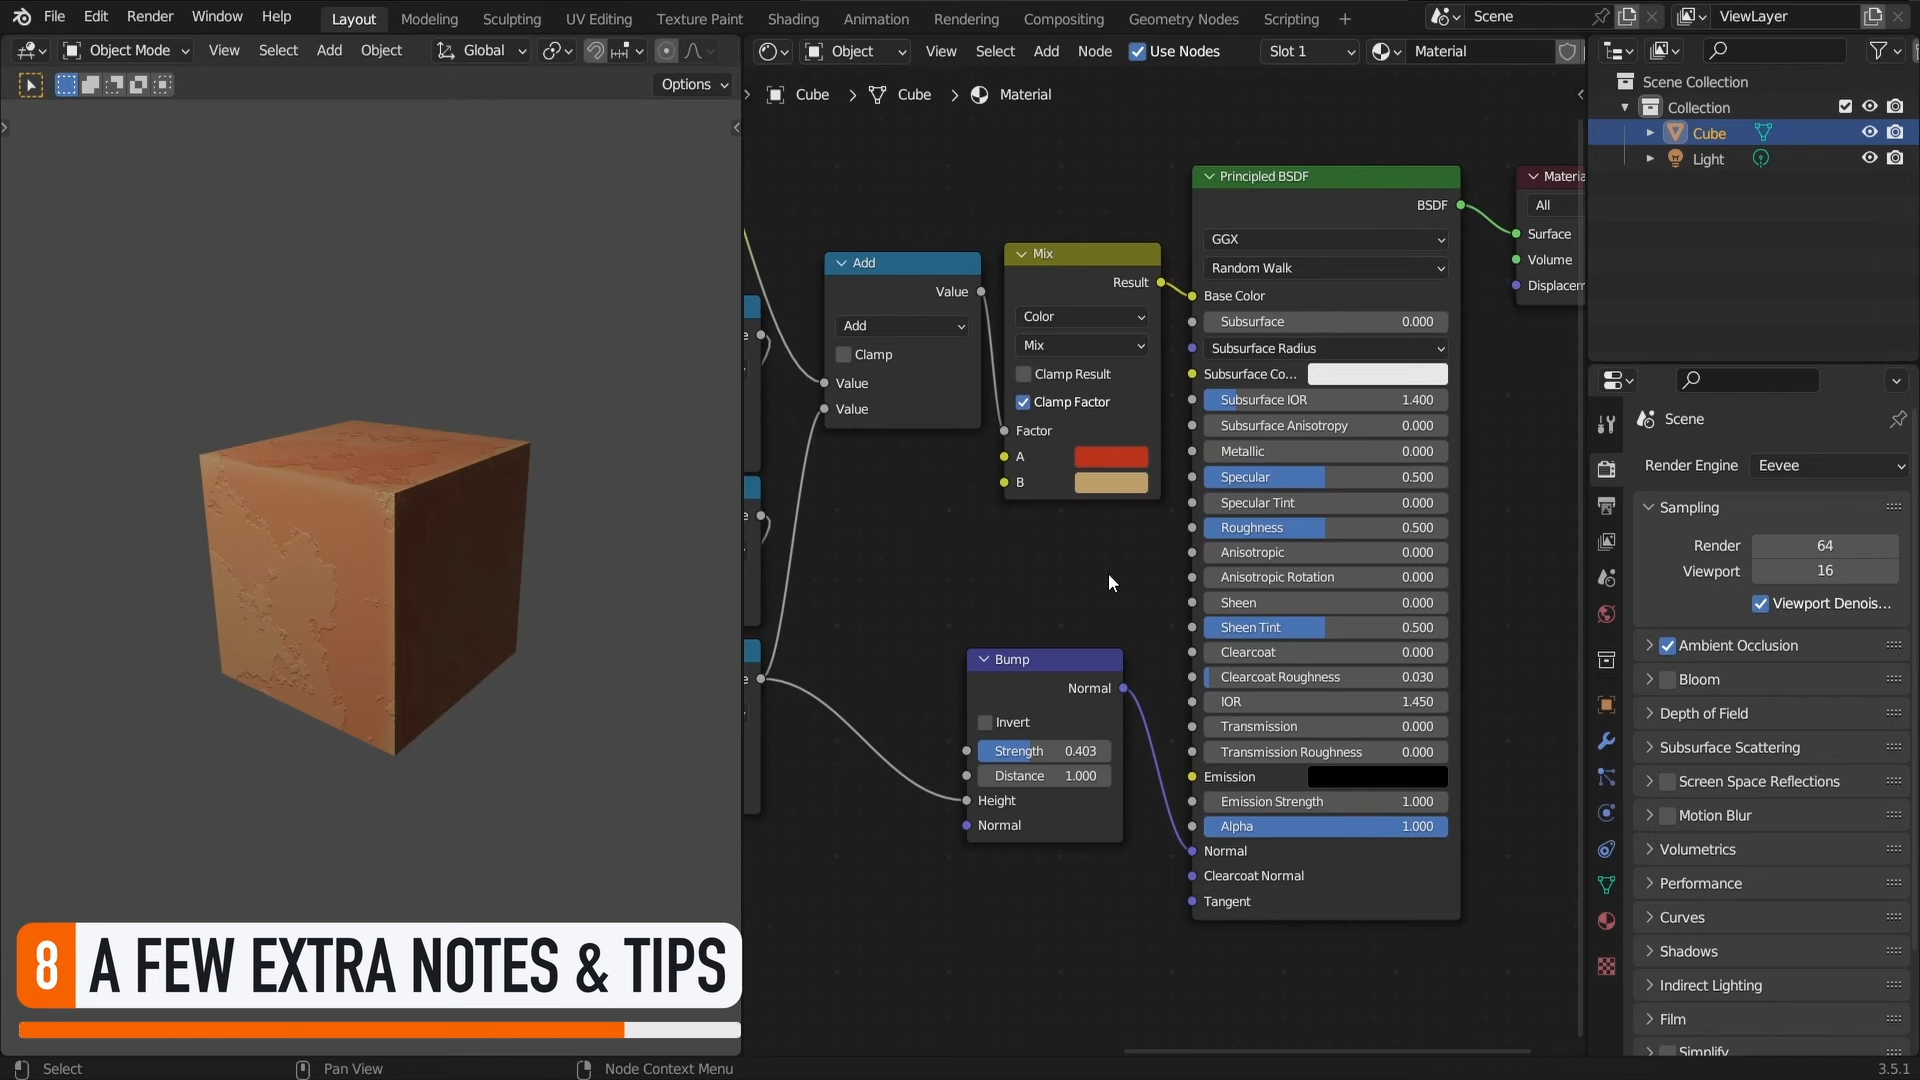 File Edit Render Window Help Layout Modeling Sculpting UV Editing Texture Paint Shading Animation Rendering Compositing Geometry Nodes Scripting + Scene ViewLayer
Object Mode View Select Add Object Global
Object View Select Add Node Use Nodes Slot 1 Material
Options
Cube > Cube > Material
Scene Collection
Collection
Cube
Light
Add
Value
Add
Clamp
Value
Value
Mix
Result
Color
Mix
Clamp Result
Clamp Factor
Factor
A
B
Bump
Normal
Invert
Strength 0.403
Distance 1.000
Height
Normal
Principled BSDF
BSDF
GGX
Random Walk
Base Color
Subsurface 0.000
Subsurface Radius
Subsurface Co...
Subsurface IOR 1.400
Subsurface Anisotropy 0.000
Metallic 0.000
Specular 0.500
Specular Tint 0.000
Roughness 0.500
Anisotropic 0.000
Anisotropic Rotation 0.000
Sheen 0.000
Sheen Tint 0.500
Clearcoat 0.000
Clearcoat Roughness 0.030
IOR 1.450
Transmission 0.000
Transmission Roughness 0.000
Emission
Emission Strength 1.000
Alpha 1.000
Normal
Clearcoat Normal
Tangent
Materia
All
Surface
Volume
Displacem
Scene
Render Engine Eevee
Sampling
Render 64
Viewport 16
Viewport Denois...
Ambient Occlusion
Bloom
Depth of Field
Subsurface Scattering
Screen Space Reflections
Motion Blur
Volumetrics
Performance
Curves
Shadows
Indirect Lighting
Film
Simplify
8 A FEW EXTRA NOTES & TIPS
Select Pan View Node Context Menu 3.5.1